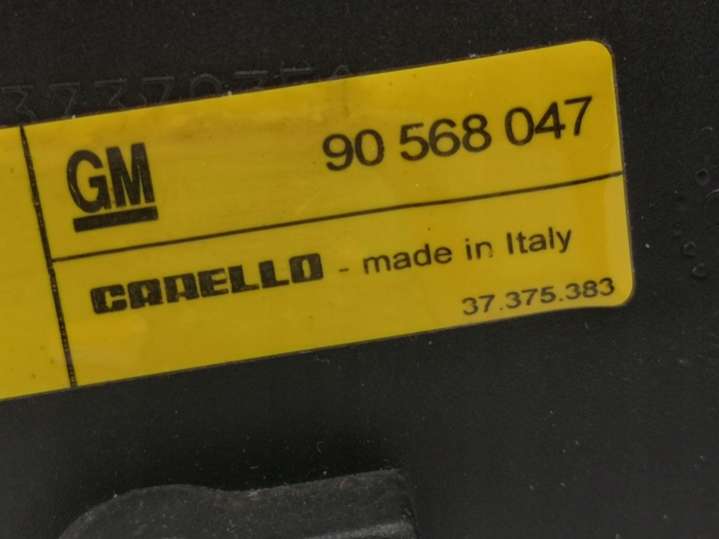 GM 90 568 047
CARELLO - made in Italy
37.375.383